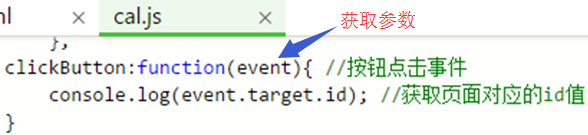 ml × cal.js × 获取参数
},
clickButton:function(event){ //按钮点击事件
console.log(event.target.id); //获取页面对应的id值
}